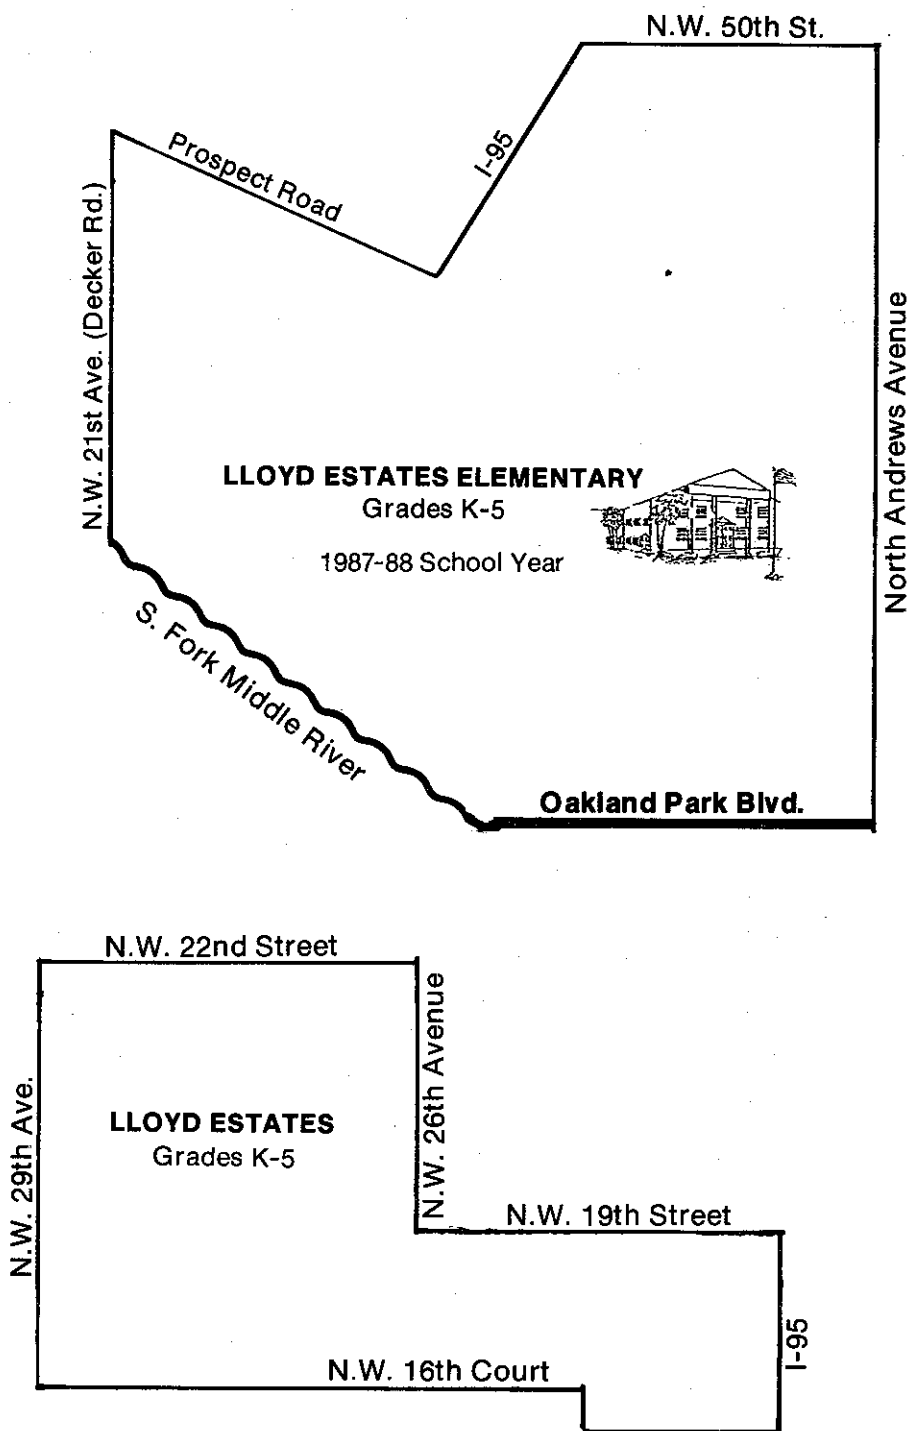 N.W. 50th St.
Prospect Road
I-95
N.W. 21st Ave. (Decker Rd.)
North Andrews Avenue
LLOYD ESTATES ELEMENTARY
Grades K-5
1987-88 School Year
S. Fork Middle River
Oakland Park Blvd.
N.W. 22nd Street
N.W. 29th Ave.
N.W. 26th Avenue
LLOYD ESTATES
Grades K-5
N.W. 19th Street
I-95
N.W. 16th Court